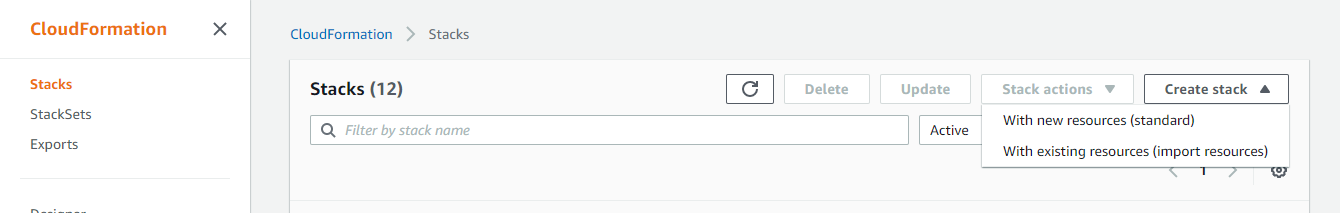 CloudFormation
CloudFormation > Stacks
Stacks
StackSets
Exports
Stacks (12)
Delete
Update
Stack actions
Create stack
Filter by stack name
Active
With new resources (standard)
With existing resources (import resources)
1